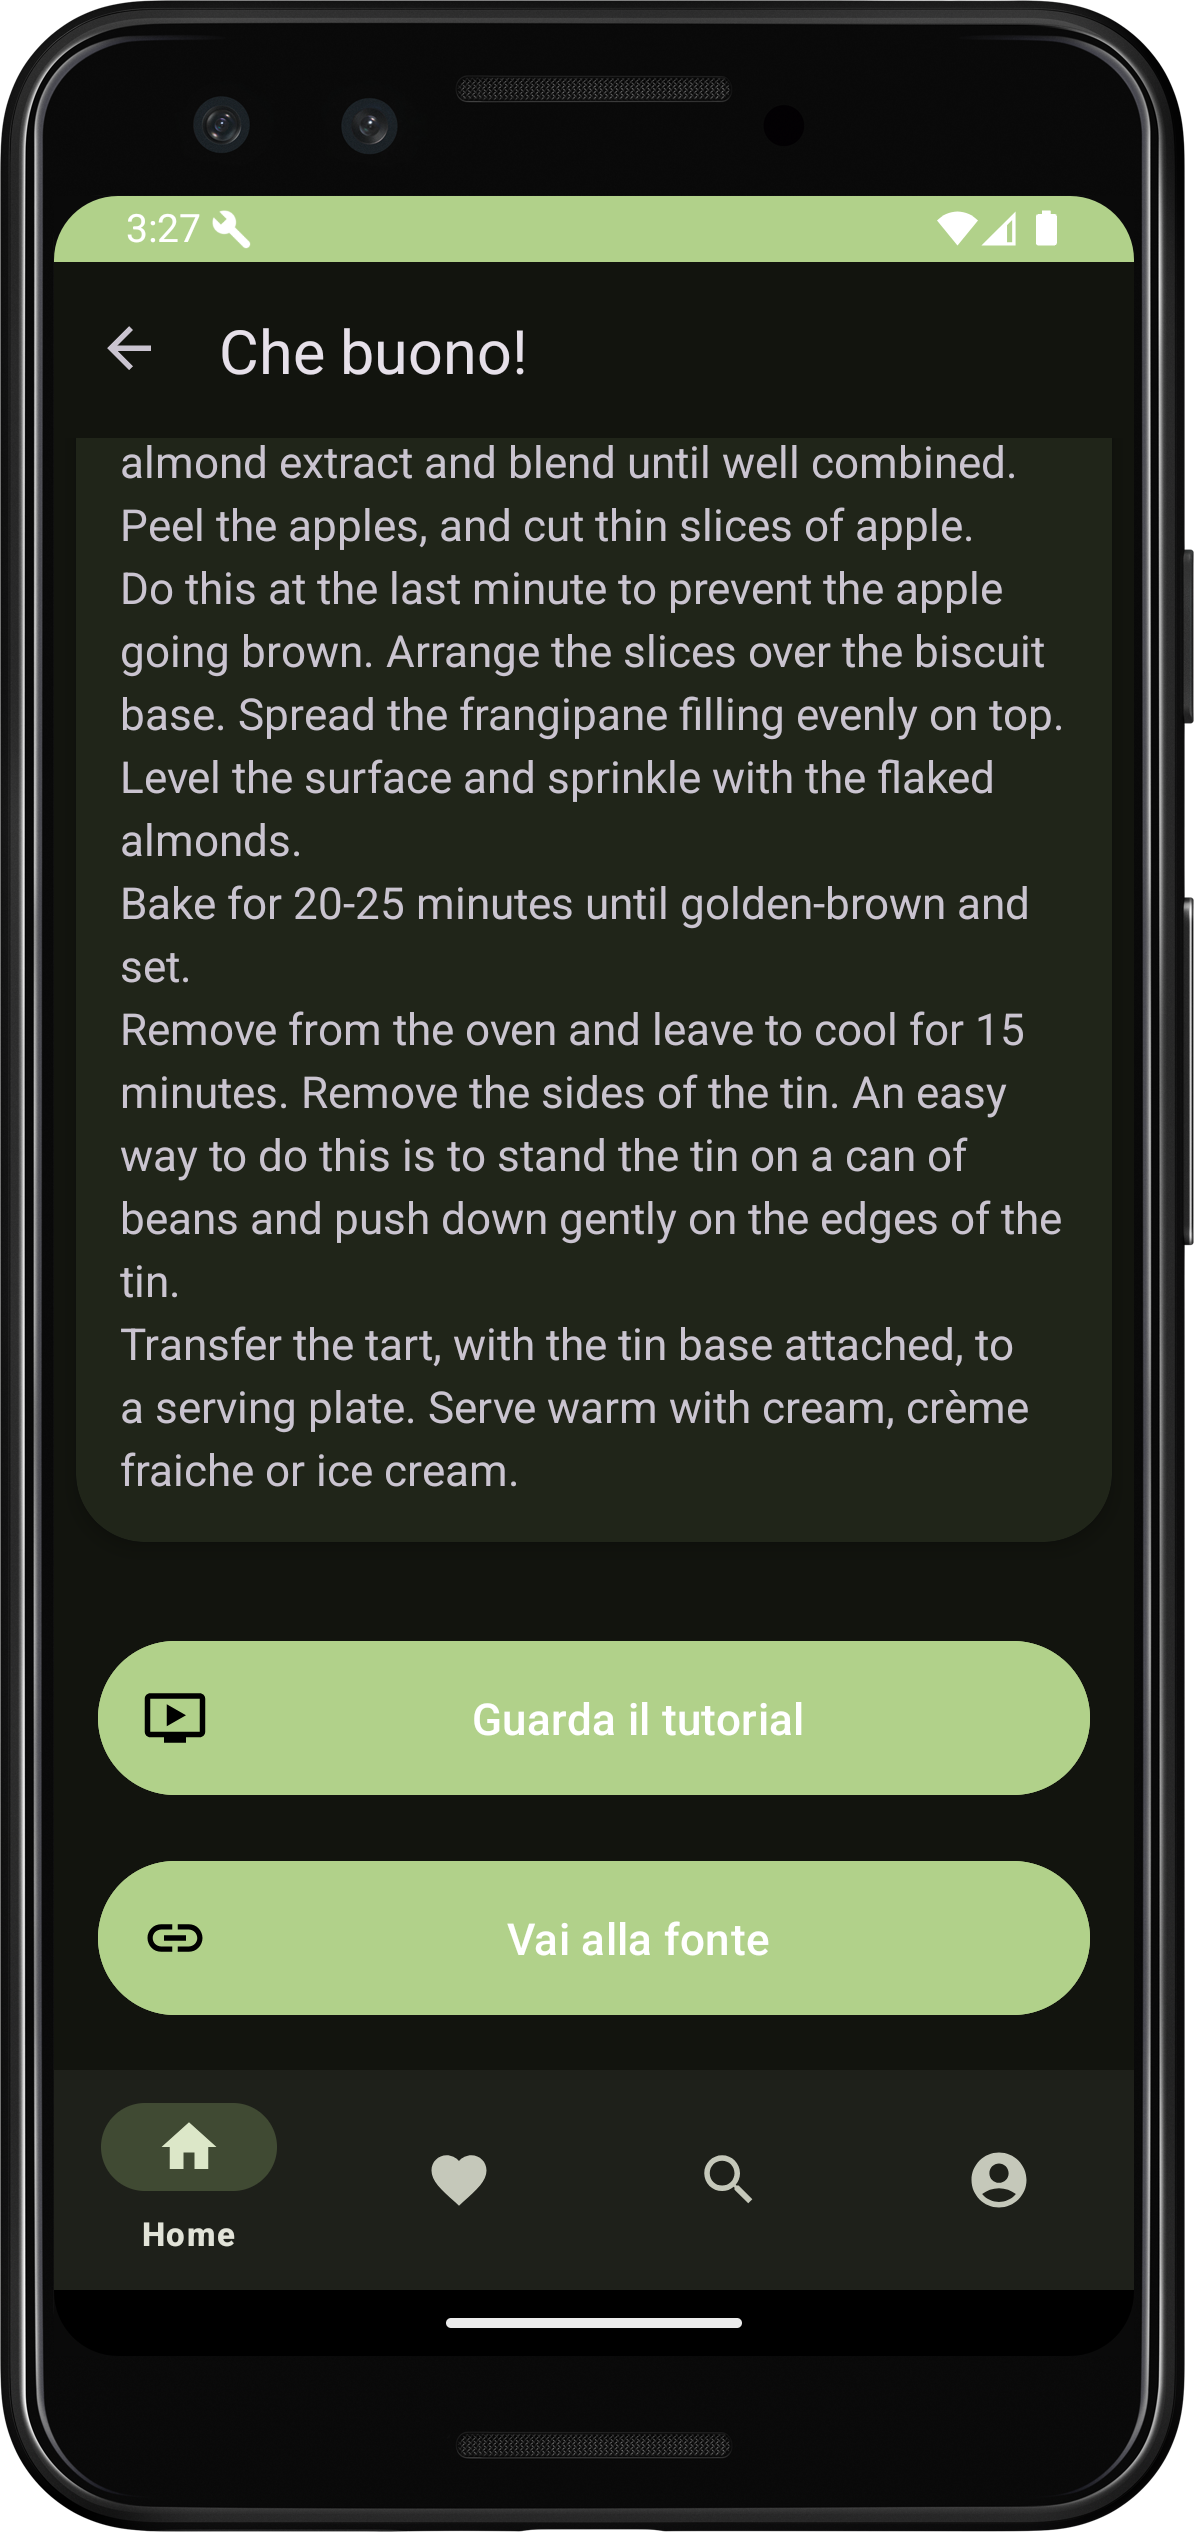 3:27
Che buono!
almond extract and blend until well combined.
Peel the apples, and cut thin slices of apple.
Do this at the last minute to prevent the apple
going brown. Arrange the slices over the biscuit
base. Spread the frangipane filling evenly on top.
Level the surface and sprinkle with the flaked
almonds.
Bake for 20-25 minutes until golden-brown and
set.
Remove from the oven and leave to cool for 15
minutes. Remove the sides of the tin. An easy
way to do this is to stand the tin on a can of
beans and push down gently on the edges of the
tin.
Transfer the tart, with the tin base attached, to
a serving plate. Serve warm with cream, crème
fraiche or ice cream.
Guarda il tutorial
Vai alla fonte
Home